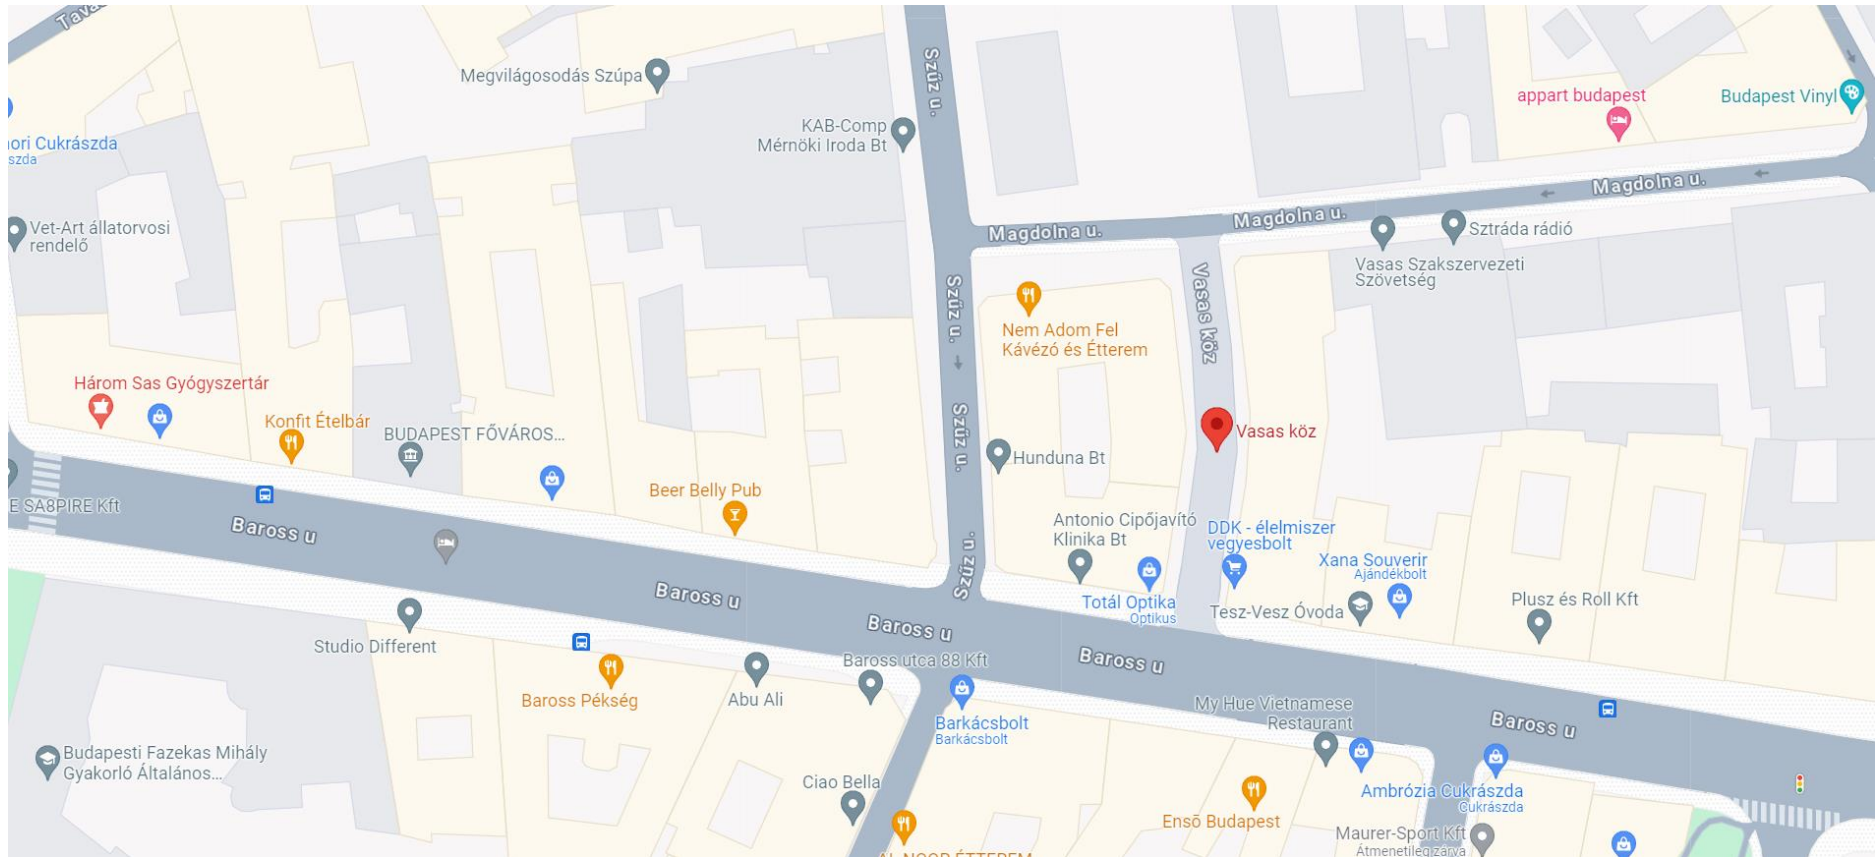 Szűz u.
Megvilágosodás Szúpa
appart budapest
Budapest Vinyl
KAB-Comp
Mérnöki Iroda Bt
Cukrászda
Magdolna u.
Vet-Art állatorvosi
rendelő
Magdolna u.
Magdolna u.
Sztráda rádió
Vasas Szakszervezeti
Szövetség
Vasas köz
Szűz u.
Nem Adom Fel
Kávézó és Étterem
Három Sas Gyógyszertár
Konfit Ételbár
BUDAPEST FŐVÁROS...
Szűz u.
Vasas köz
Hunduna Bt
Beer Belly Pub
SA8PIRE Kft
Baross u
Antonio Cipőjavító
Klinika Bt
DDK - élelmiszer
vegyesbolt
Xana Souverir
Ajándékbolt
Szűz u.
Baross u
Totál Optika
Optikus
Tesz-Vesz Óvoda
Plusz és Roll Kft
Baross u
Studio Different
Baross utca 88 Kft
Baross u
Baross Pékség
Abu Ali
My Hue Vietnamese
Restaurant
Barkácsbolt
Barkácsbolt
Baross u
Budapesti Fazekas Mihály
Gyakorló Általános...
Ciao Bella
Ambrózia Cukrászda
Cukrászda
Ensō Budapest
Maurer-Sport Kft
Átmenetileg zárva